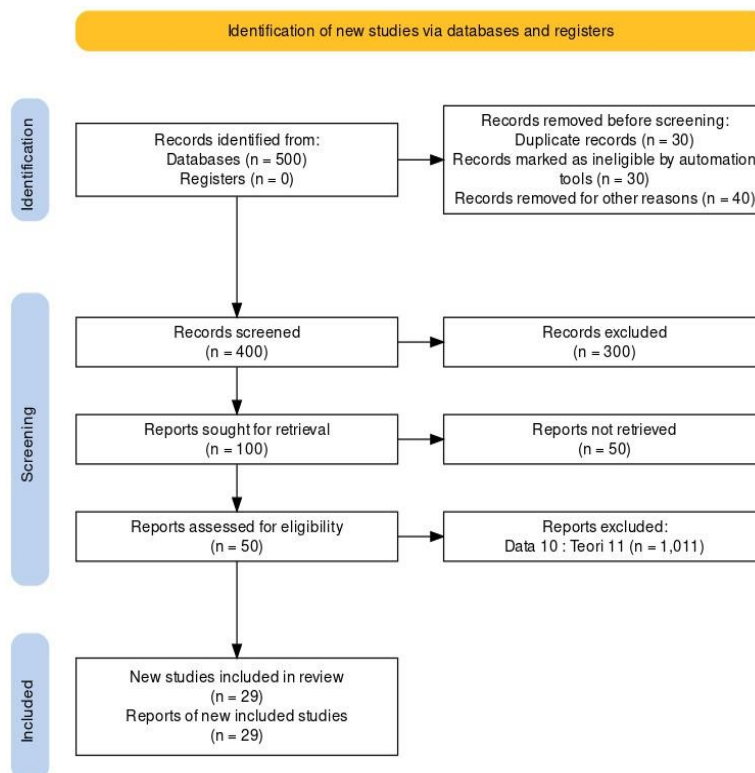 Identification of new studies via databases and registers
Identification
Records identified from:
Databases (n = 500)
Registers (n = 0)
Records removed before screening:
Duplicate records (n = 30)
Records marked as ineligible by automation
tools (n = 30)
Records removed for other reasons (n = 40)
Screening
Records screened
(n = 400)
Records excluded
(n = 300)
Reports sought for retrieval
(n = 100)
Reports not retrieved
(n = 50)
Reports assessed for eligibility
(n = 50)
Reports excluded:
Data 10 : Teori 11 (n = 1,011)
Included
New studies included in review
(n = 29)
Reports of new included studies
(n = 29)